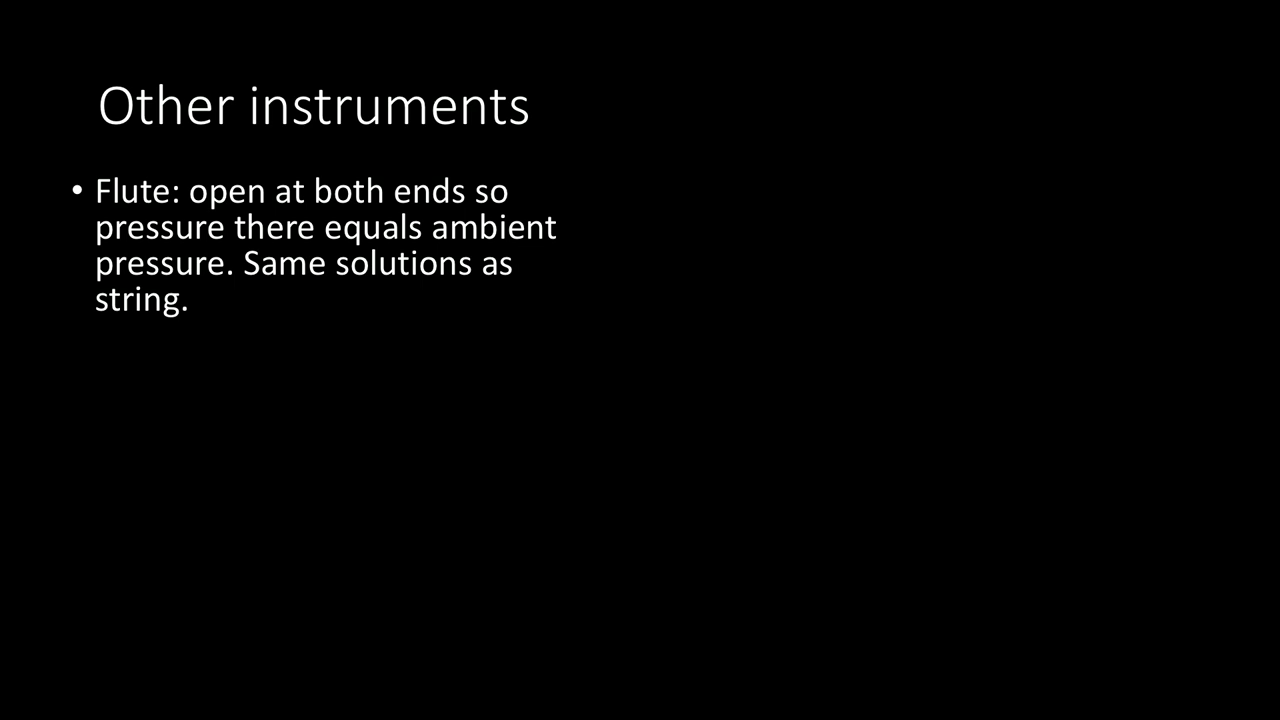 Other instruments
• Flute: open at both ends so
pressure there equals ambient
pressure. Same solutions as
string.